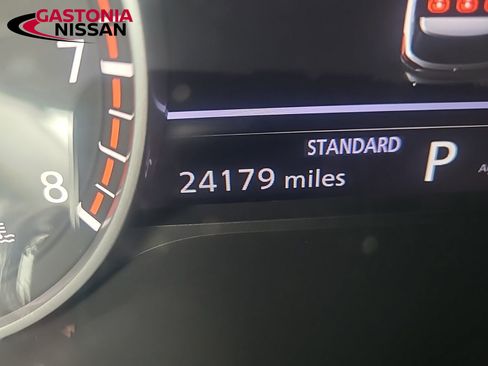 GASTONIA
NISSAN
7
8
STANDARD
P
24179 miles